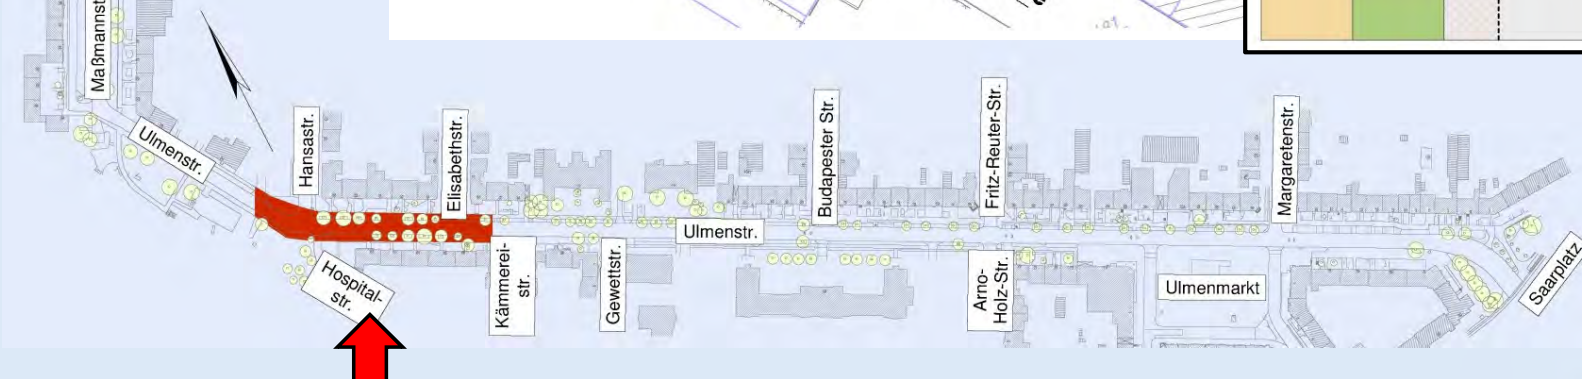 Maßmannst
Ulmenstr.
Hansastr.
Elisabethstr.
Hospital-
str.
Kämmerei-
str.
Gewettstr.
Ulmenstr.
Budapester Str.
Fritz-Reuter-Str.
Arno-
Holz-Str.
Ulmenmarkt
Margaretenstr.
Saarplatz